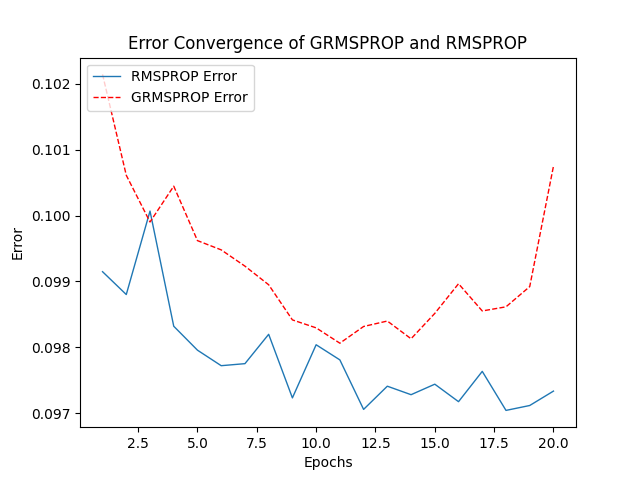 Error Convergence of GRMSPROP and RMSPROP
RMSPROP Error
GRMSPROP Error
0.102
0.101
0.100
0.099
0.098
0.097
Error
2.5 5.0 7.5 10.0 12.5 15.0 17.5 20.0
Epochs